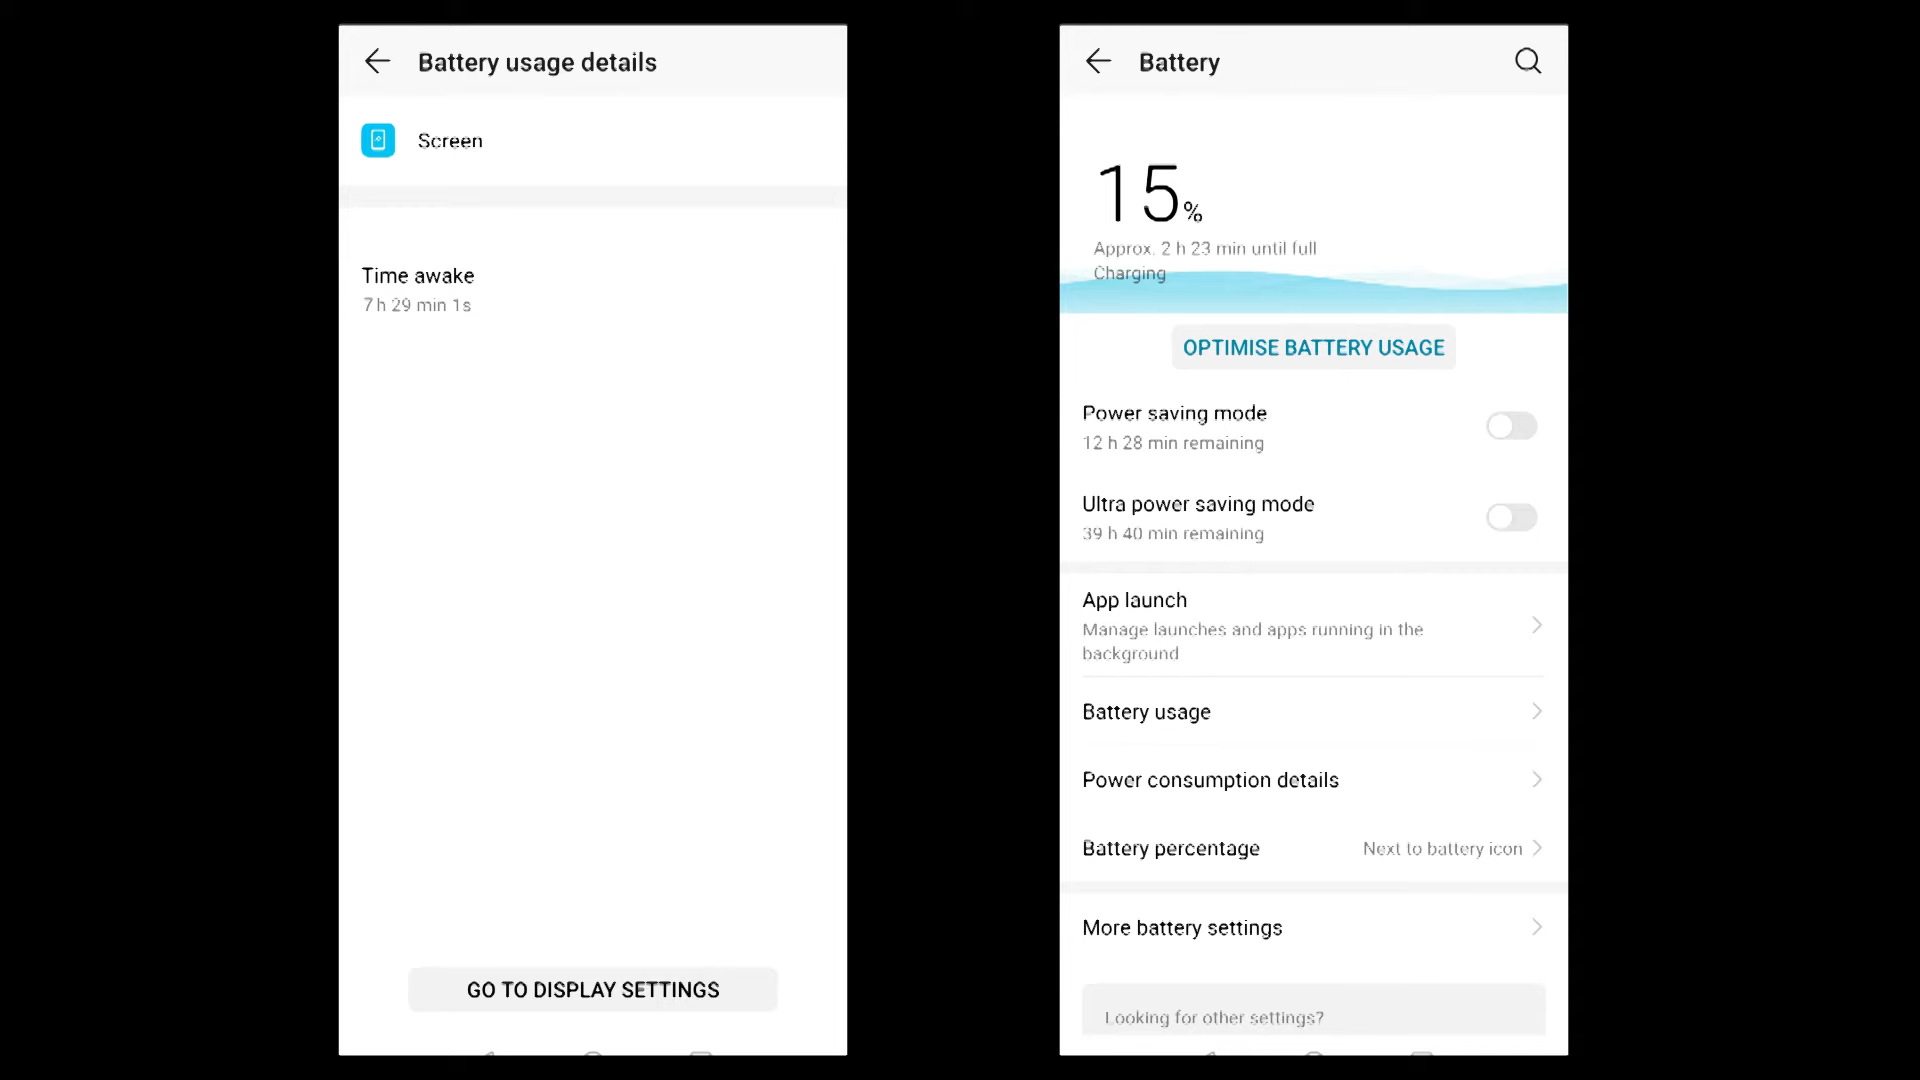 Battery usage details
Screen
Time awake
7 h 29 min 1s
GO TO DISPLAY SETTINGS
Battery
15%
Approx. 2 h 23 min until full
Charging
OPTIMISE BATTERY USAGE
Power saving mode
12 h 28 min remaining
Ultra power saving mode
39 h 40 min remaining
App launch
Manage launches and apps running in the
background
Battery usage
Power consumption details
Battery percentage Next to battery icon
More battery settings
Looking for other settings?